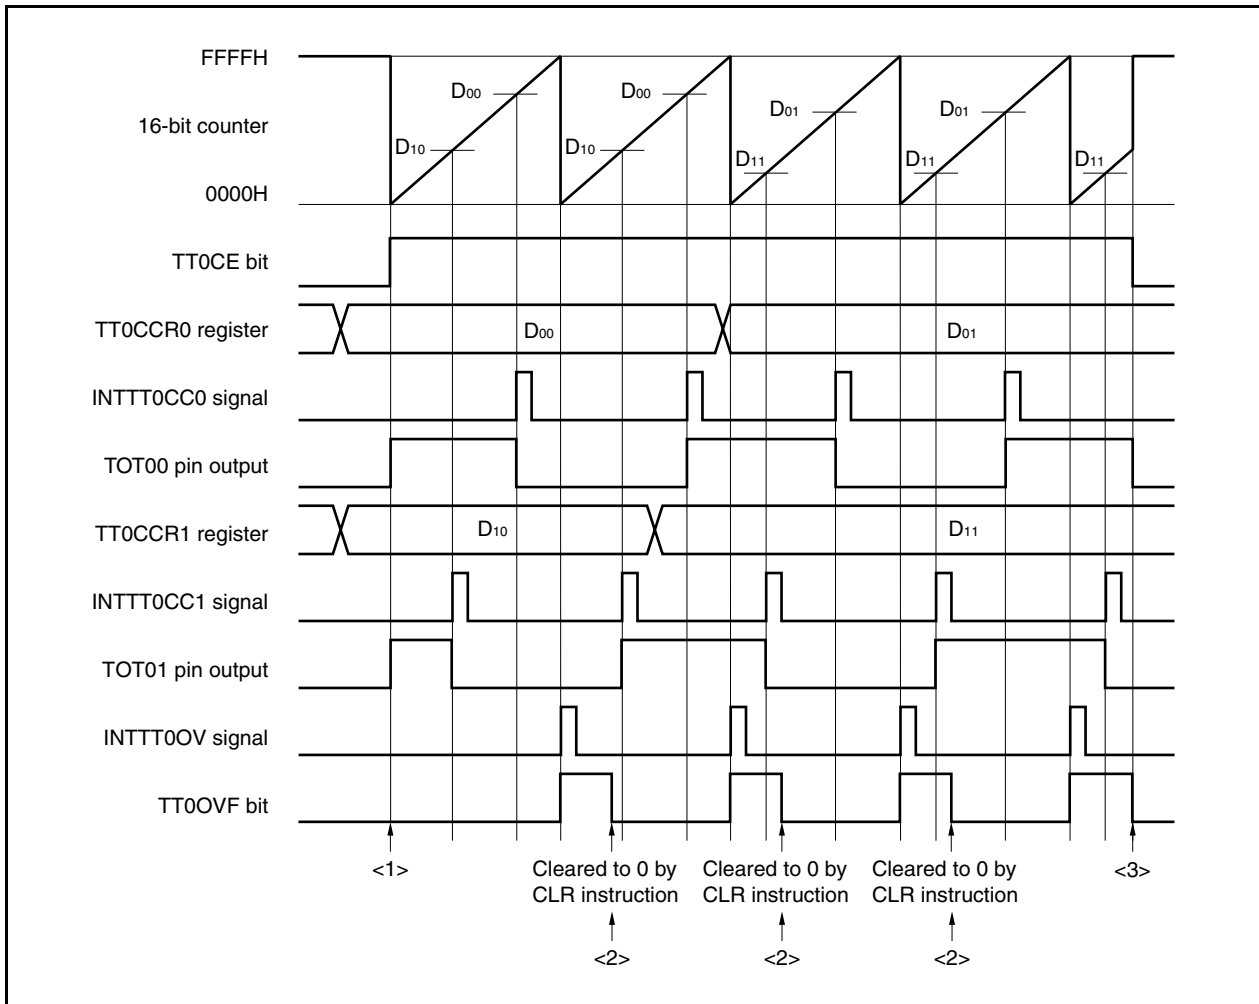 FFFFH
16-bit counter
0000H
D00 D00 D01 D01
D10 D10 D11 D11 D11
TT0CE bit
TT0CCR0 register D00 D01
INTTT0CC0 signal
TOT00 pin output
TT0CCR1 register D10 D11
INTTT0CC1 signal
TOT01 pin output
INTTT0OV signal
TT0OVF bit
<1> Cleared to 0 by Cleared to 0 by Cleared to 0 by <3>
CLR instruction CLR instruction CLR instruction
<2> <2> <2>